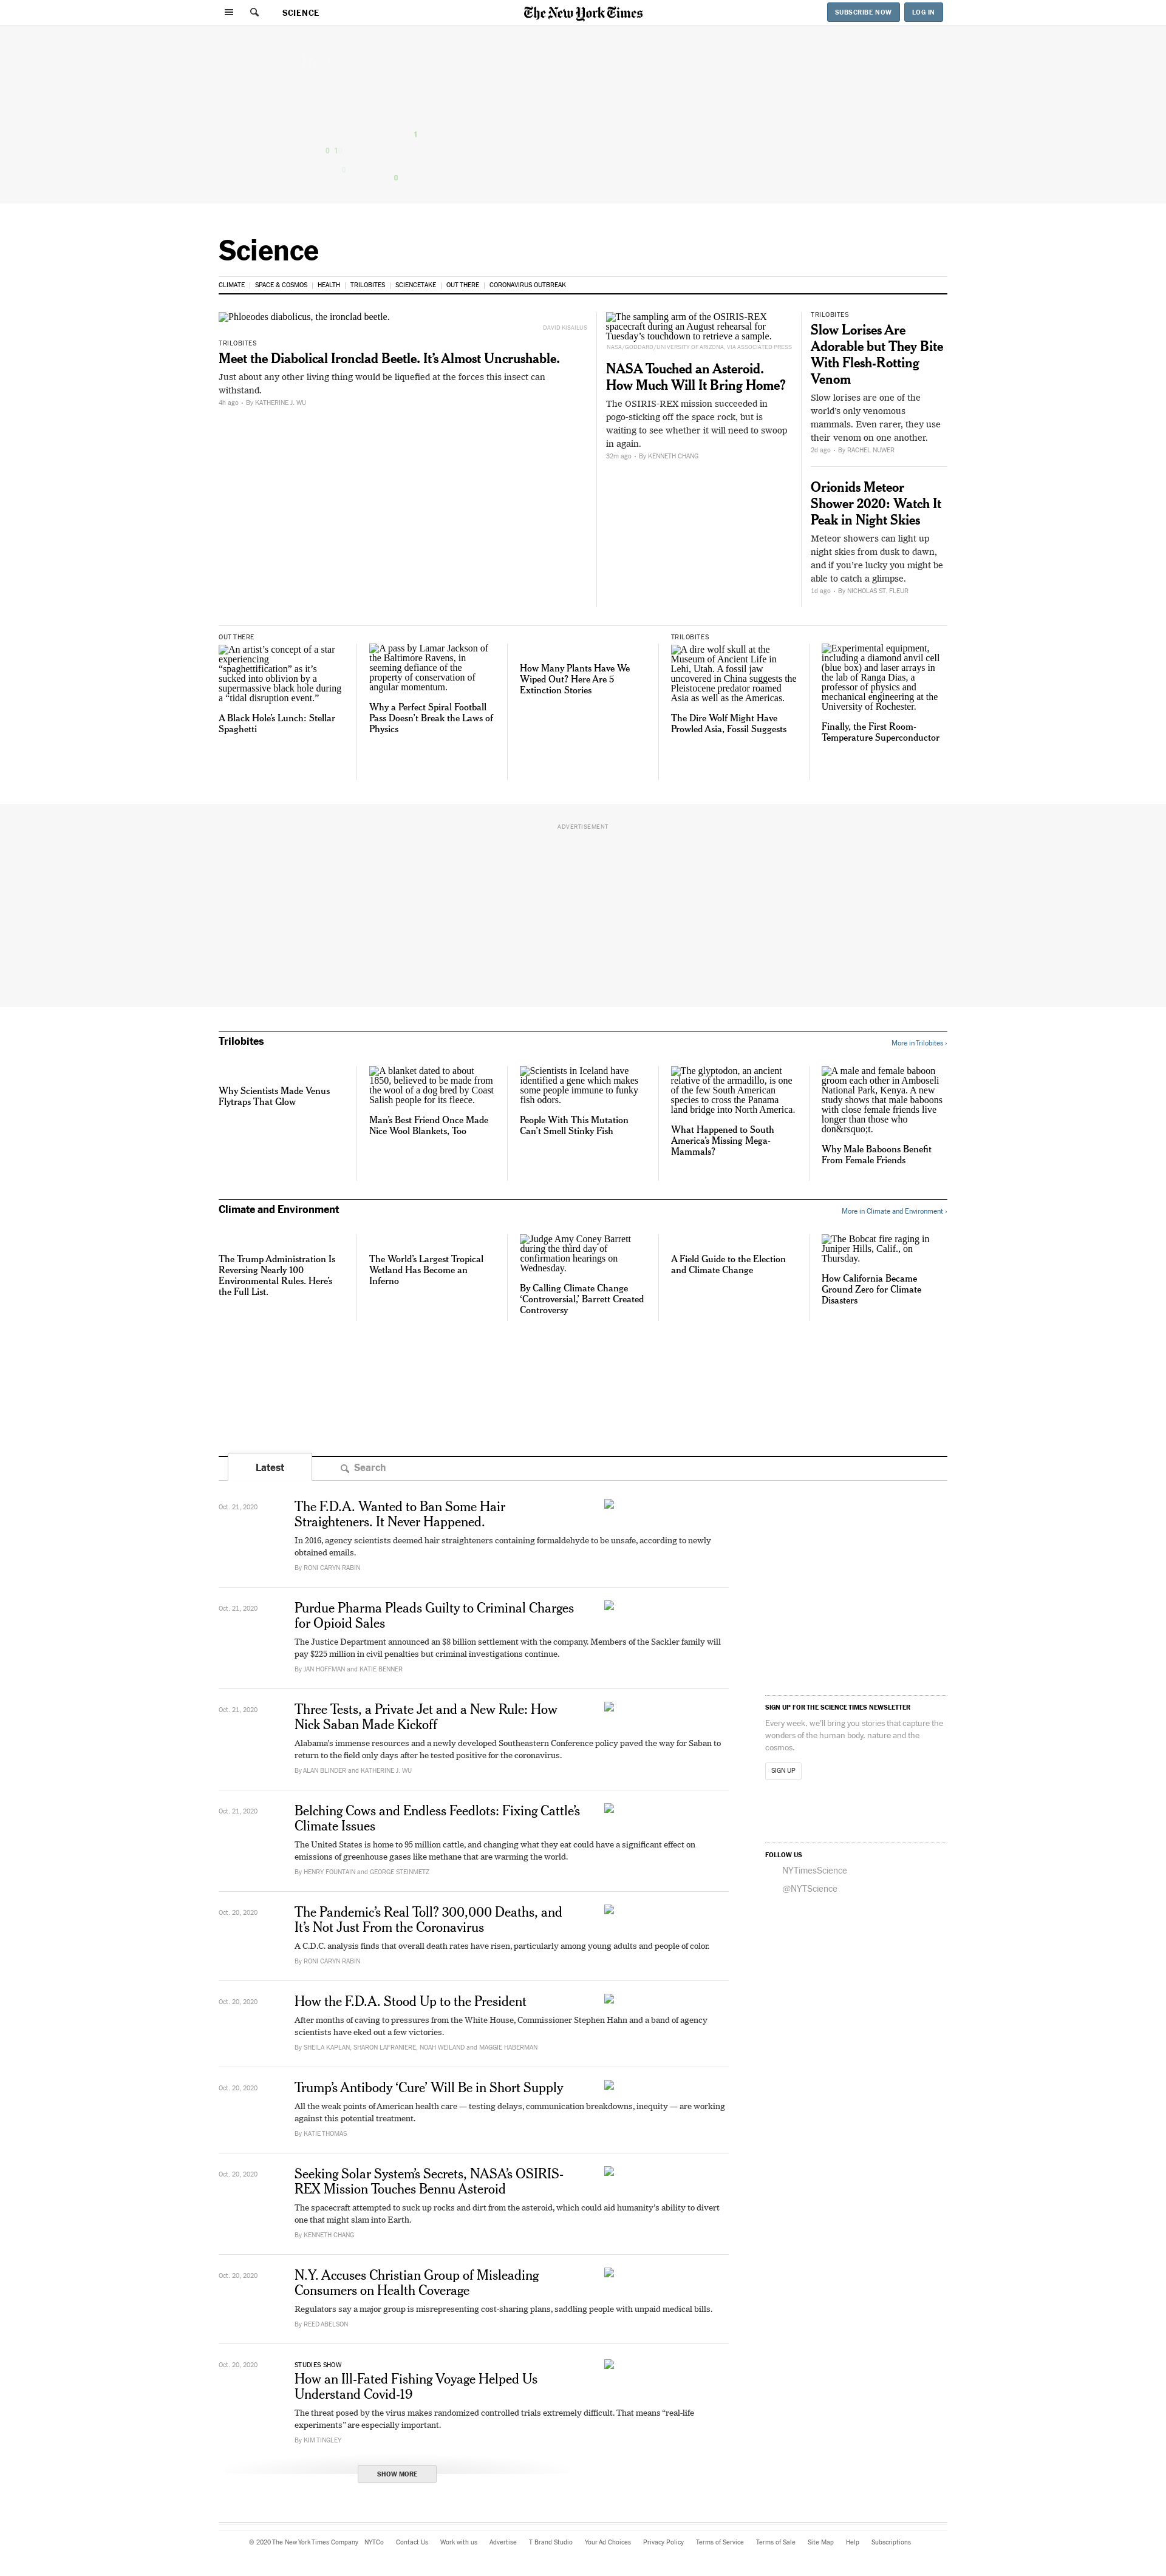 SCIENCE
The New York Times
SUBSCRIBE NOW
LOG IN
1
0 1
0
Science
CLIMATE
SPACE & COSMOS
HEALTH
TRILOBITES
SCIENCETAKE
OUT THERE
CORONAVIRUS OUTBREAK
Phloeodes diabolicus, the ironclad beetle.
DAVID KISAILUS
TRILOBITES
Meet the Diabolical Ironclad Beetle. It's Almost Uncrushable.
Just about any other living thing would be liquefied at the forces this insect can
withstand.
4h ago • By KATHERINE J. WU
The sampling arm of the OSIRIS-REX
spacecraft during an August rehearsal for
Tuesday's touchdown to retrieve a sample.
NASA/GODDARD/UNIVERSITY OF ARIZONA, VIA ASSOCIATED PRESS
NASA Touched an Asteroid.
How Much Will It Bring Home?
The OSIRIS-REX mission succeeded in
pogo-sticking off the space rock, but is
waiting to see whether it will need to swoop
in again.
32m ago • By KENNETH CHANG
TRILOBITES
Slow Lorises Are
Adorable but They Bite
With Flesh-Rotting
Venom
Slow lorises are one of the
world's only venomous
mammals. Even rarer, they use
their venom on one another.
2d ago • By RACHEL NUWER
Orionids Meteor
Shower 2020: Watch It
Peak in Night Skies
Meteor showers can light up
night skies from dusk to dawn,
and if you're lucky you might be
able to catch a glimpse.
1d ago • By NICHOLAS ST. FLEUR
OUT THERE
An artist's concept of a star
experiencing
"spaghettification" as it's
sucked into oblivion by a
supermassive black hole during
a "tidal disruption event."
A Black Hole's Lunch: Stellar
Spaghetti
A pass by Lamar Jackson of
the Baltimore Ravens, in
seeming defiance of the
property of conservation of
angular momentum.
Why a Perfect Spiral Football
Pass Doesn't Break the Laws of
Physics
How Many Plants Have We
Wiped Out? Here Are 5
Extinction Stories
TRILOBITES
A dire wolf skull at the
Museum of Ancient Life in
Lehi, Utah. A fossil jaw
uncovered in China suggests the
Pleistocene predator roamed
Asia as well as the Americas.
The Dire Wolf Might Have
Prowled Asia, Fossil Suggests
Experimental equipment,
including a diamond anvil cell
(blue box) and laser arrays in
the lab of Ranga Dias, a
professor of physics and
mechanical engineering at the
University of Rochester.
Finally, the First Room-
Temperature Superconductor
ADVERTISEMENT
Trilobites
More in Trilobites ›
Why Scientists Made Venus
Flytraps That Glow
A blanket dated to about
1850, believed to be made from
the wool of a dog bred by Coast
Salish people for its fleece.
Man's Best Friend Once Made
Nice Wool Blankets, Too
Scientists in Iceland have
identified a gene which makes
some people immune to funky
fish odors.
People With This Mutation
Can't Smell Stinky Fish
The glyptodon, an ancient
relative of the armadillo, is one
of the few South American
species to cross the Panama
land bridge into North America.
What Happened to South
America's Missing Mega-
Mammals?
A male and female baboon
groom each other in Amboseli
National Park, Kenya. A new
study shows that male baboons
with close female friends live
longer than those who
don&rsquo;t.
Why Male Baboons Benefit
From Female Friends
Climate and Environment
More in Climate and Environment ›
The Trump Administration Is
Reversing Nearly 100
Environmental Rules. Here's
the Full List.
The World's Largest Tropical
Wetland Has Become an
Inferno
Judge Amy Coney Barrett
during the third day of
confirmation hearings on
Wednesday.
By Calling Climate Change
'Controversial,' Barrett Created
Controversy
A Field Guide to the Election
and Climate Change
The Bobcat fire raging in
Juniper Hills, Calif., on
Thursday.
How California Became
Ground Zero for Climate
Disasters
Latest
Search
Oct. 21, 2020
The F.D.A. Wanted to Ban Some Hair
Straighteners. It Never Happened.
In 2016, agency scientists deemed hair straighteners containing formaldehyde to be unsafe, according to newly
obtained emails.
By RONI CARYN RABIN
Oct. 21, 2020
Purdue Pharma Pleads Guilty to Criminal Charges
for Opioid Sales
The Justice Department announced an $8 billion settlement with the company. Members of the Sackler family will
pay $225 million in civil penalties but criminal investigations continue.
By JAN HOFFMAN and KATIE BENNER
Oct. 21, 2020
Three Tests, a Private Jet and a New Rule: How
Nick Saban Made Kickoff
Alabama's immense resources and a newly developed Southeastern Conference policy paved the way for Saban to
return to the field only days after he tested positive for the coronavirus.
By ALAN BLINDER and KATHERINE J. WU
Oct. 21, 2020
Belching Cows and Endless Feedlots: Fixing Cattle's
Climate Issues
The United States is home to 95 million cattle, and changing what they eat could have a significant effect on
emissions of greenhouse gases like methane that are warming the world.
By HENRY FOUNTAIN and GEORGE STEINMETZ
Oct. 20, 2020
The Pandemic's Real Toll? 300,000 Deaths, and
It's Not Just From the Coronavirus
A C.D.C. analysis finds that overall death rates have risen, particularly among young adults and people of color.
By RONI CARYN RABIN
Oct. 20, 2020
How the F.D.A. Stood Up to the President
After months of caving to pressures from the White House, Commissioner Stephen Hahn and a band of agency
scientists have eked out a few victories.
By SHEILA KAPLAN, SHARON LAFRANIERE, NOAH WEILAND and MAGGIE HABERMAN
Oct. 20, 2020
Trump's Antibody 'Cure' Will Be in Short Supply
All the weak points of American health care — testing delays, communication breakdowns, inequity — are working
against this potential treatment.
By KATIE THOMAS
Oct. 20, 2020
Seeking Solar System's Secrets, NASA's OSIRIS-
REX Mission Touches Bennu Asteroid
The spacecraft attempted to suck up rocks and dirt from the asteroid, which could aid humanity's ability to divert
one that might slam into Earth.
By KENNETH CHANG
Oct. 20, 2020
N.Y. Accuses Christian Group of Misleading
Consumers on Health Coverage
Regulators say a major group is misrepresenting cost-sharing plans, saddling people with unpaid medical bills.
By REED ABELSON
Oct. 20, 2020
STUDIES SHOW
How an Ill-Fated Fishing Voyage Helped Us
Understand Covid-19
The threat posed by the virus makes randomized controlled trials extremely difficult. That means "real-life
experiments" are especially important.
By KIM TINGLEY
SHOW MORE
SIGN UP FOR THE SCIENCE TIMES NEWSLETTER
Every week, we'll bring you stories that capture the
wonders of the human body, nature and the
cosmos.
SIGN UP
FOLLOW US
NYTimesScience
@NYTScience
© 2020 The New York Times Company
NYTCo
Contact Us
Work with us
Advertise
T Brand Studio
Your Ad Choices
Privacy Policy
Terms of Service
Terms of Sale
Site Map
Help
Subscriptions